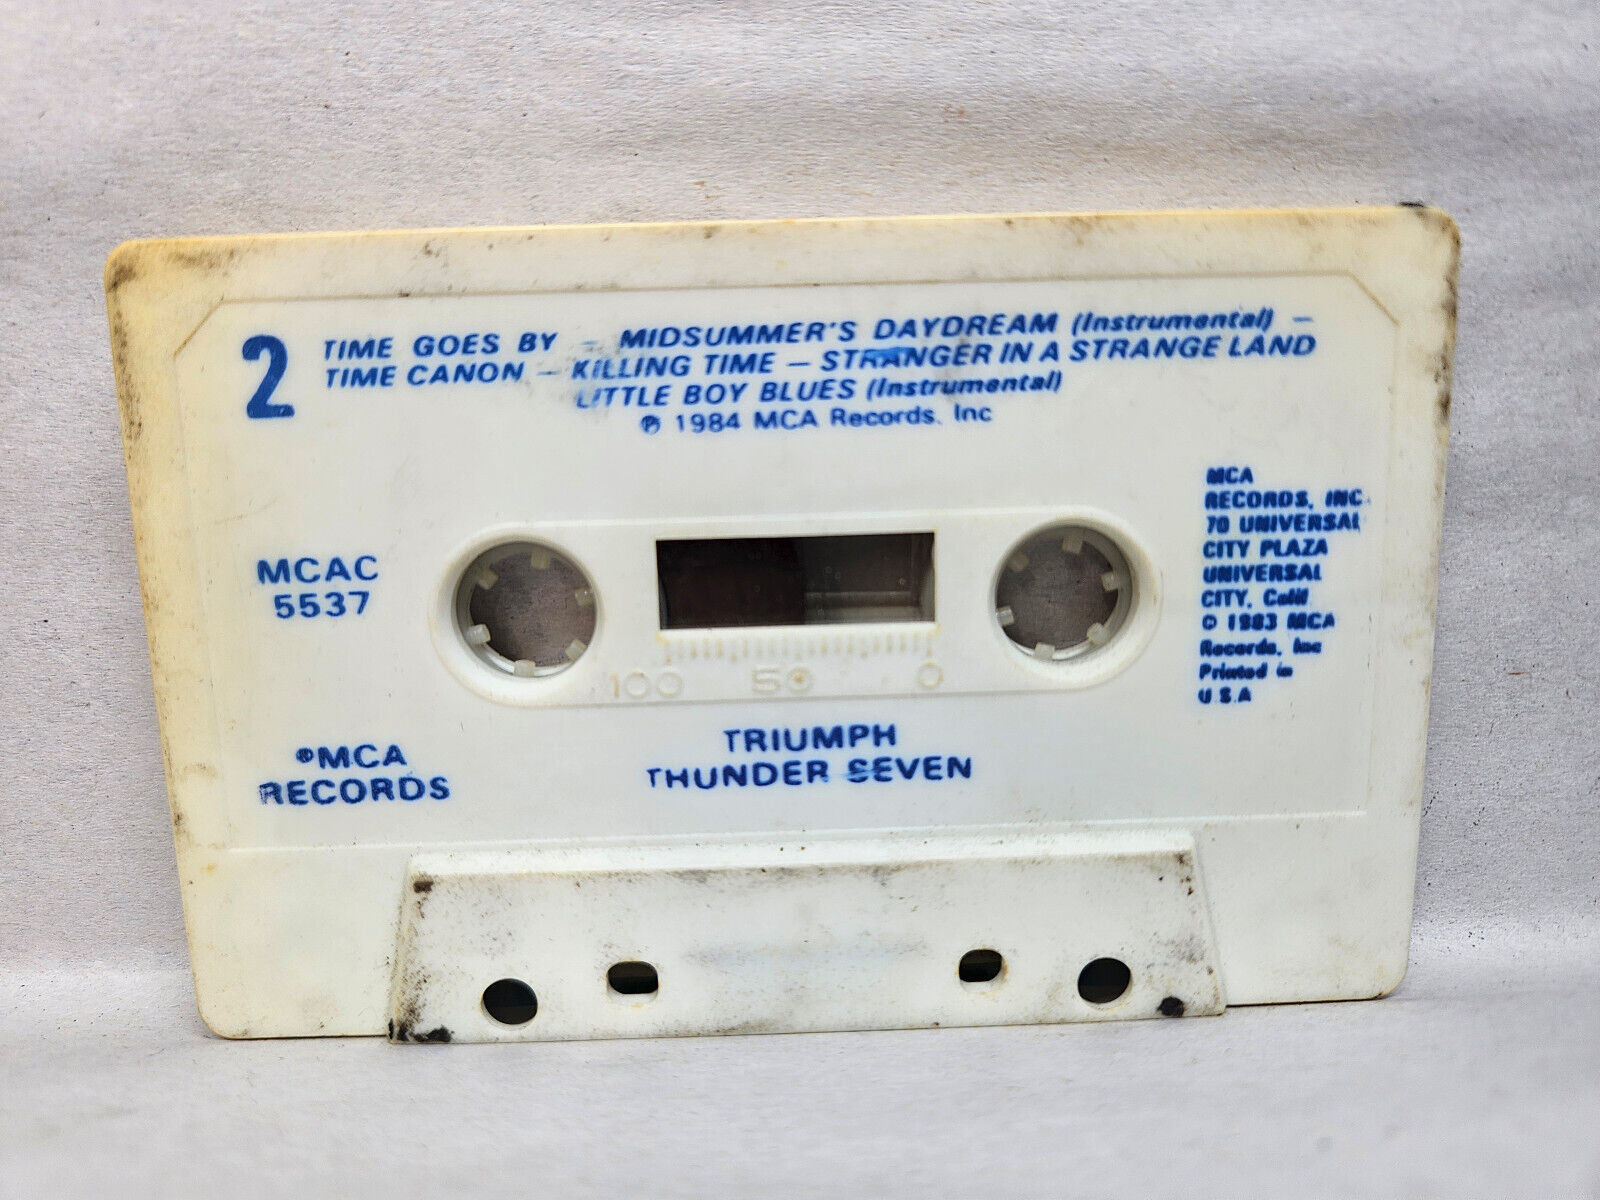 2
TIME GOES BY – MIDSUMMER'S DAYDREAM (Instrumental) –
TIME CANON – KILLING TIME – STRANGER IN A STRANGE LAND
LITTLE BOY BLUES (Instrumental)
℗ 1984 MCA Records, Inc
MCAC
5537
MCA
RECORDS, INC.
70 UNIVERSAL
CITY PLAZA
UNIVERSAL
CITY, Calif
© 1983 MCA
Records, Inc
Printed in
U.S.A
100 50 0
®MCA
RECORDS
TRIUMPH
THUNDER SEVEN